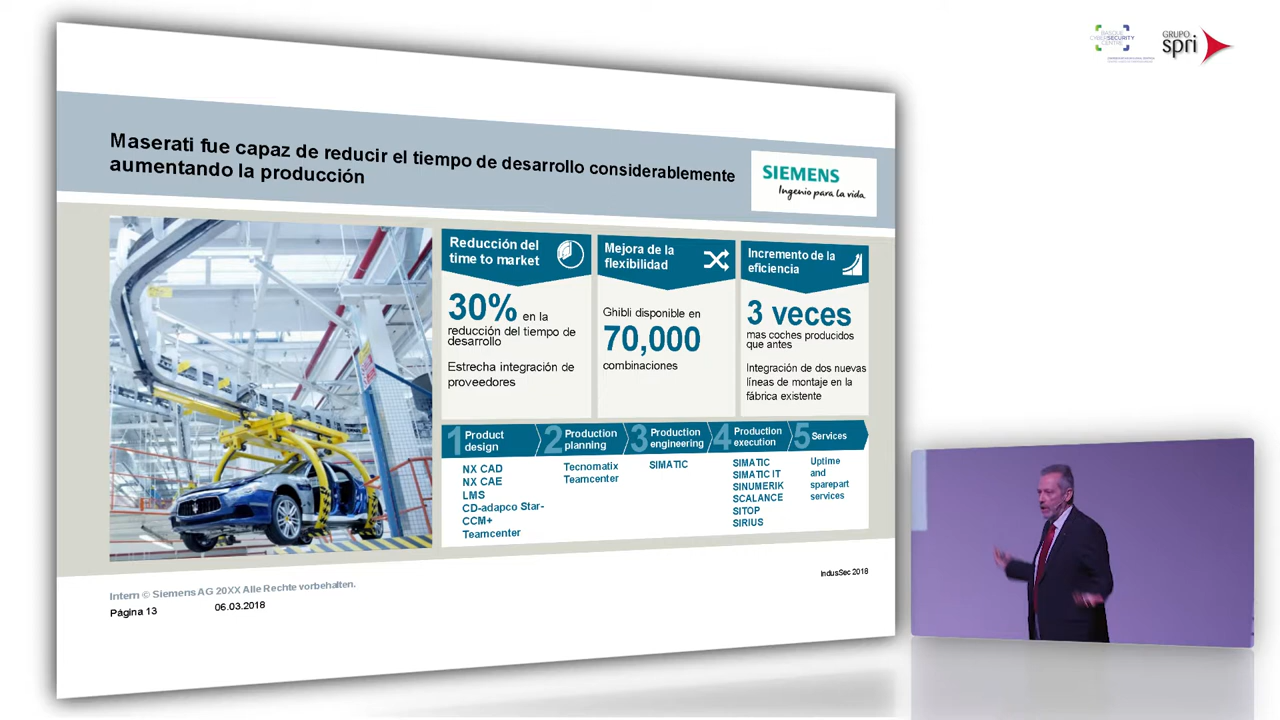 BASQUE
CYBERSECURITY
CENTRE
GRUPO
spri
Maserati fue capaz de reducir el tiempo de desarrollo considerablemente
aumentando la producción
SIEMENS
Ingenio para la vida
Reducción del
time to market
30% en la
reducción del tiempo de
desarrollo
Estrecha integración de
proveedores
Mejora de la
flexibilidad
Ghibli disponible en
70,000
combinaciones
Incremento de la
eficiencia
3 veces
mas coches producidos
que antes
Integración de dos nuevas
líneas de montaje en la
fábrica existente
1 Product
design
NX CAD
NX CAE
LMS
CD-adapco Star-
CCM+
Teamcenter
2 Production
planning
Tecnomatix
Teamcenter
3 Production
engineering
SIMATIC
4 Production
execution
SIMATIC
SIMATIC IT
SINUMERIK
SCALANCE
SITOP
SIRIUS
5 Services
Uptime
and
sparepart
services
Intern © Siemens AG 20XX Alle Rechte vorbehalten.
Página 13
06.03.2018
IndusSec 2018